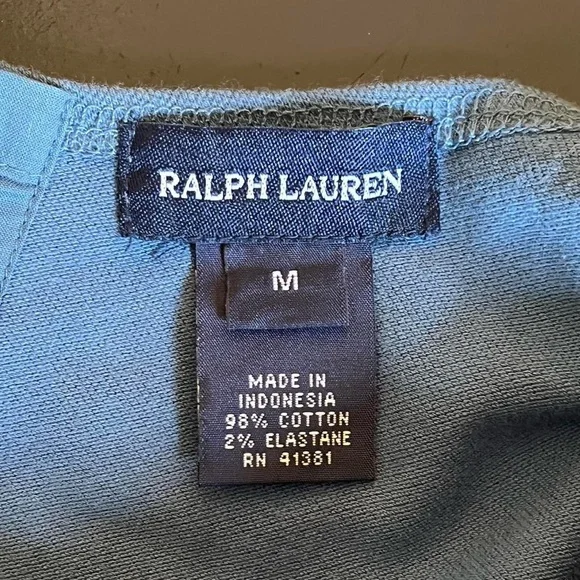 RALPH LAUREN
M
MADE IN
INDONESIA
98% COTTON
2% ELASTANE
RN 41381